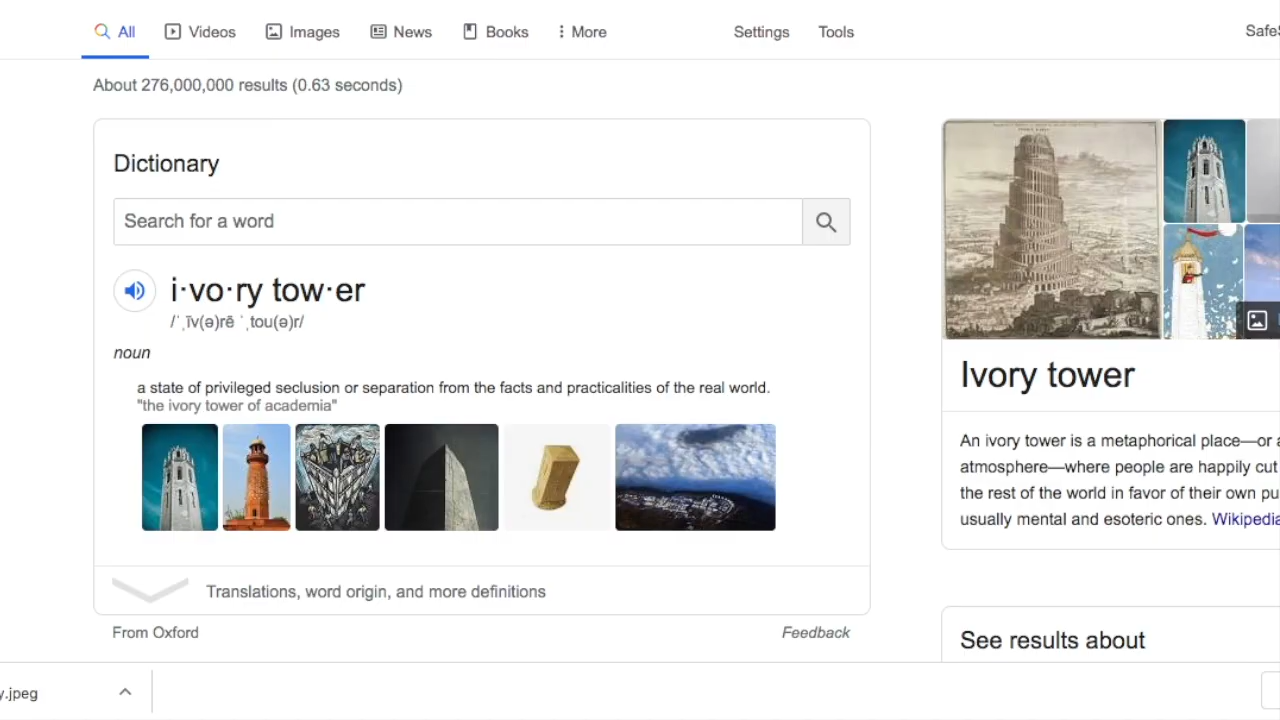 All Videos Images News Books More Settings Tools
About 276,000,000 results (0.63 seconds)
Dictionary
Search for a word
i·vo·ry tow·er
/ˈˌīv(ə)rē ˈˌtou(ə)r/
noun
a state of privileged seclusion or separation from the facts and practicalities of the real world.
"the ivory tower of academia"
Translations, word origin, and more definitions
From Oxford
Feedback
Ivory tower
An ivory tower is a metaphorical place—or
atmosphere—where people are happily cut
the rest of the world in favor of their own
usually mental and esoteric ones. Wikipedia
See results about
y.jpeg